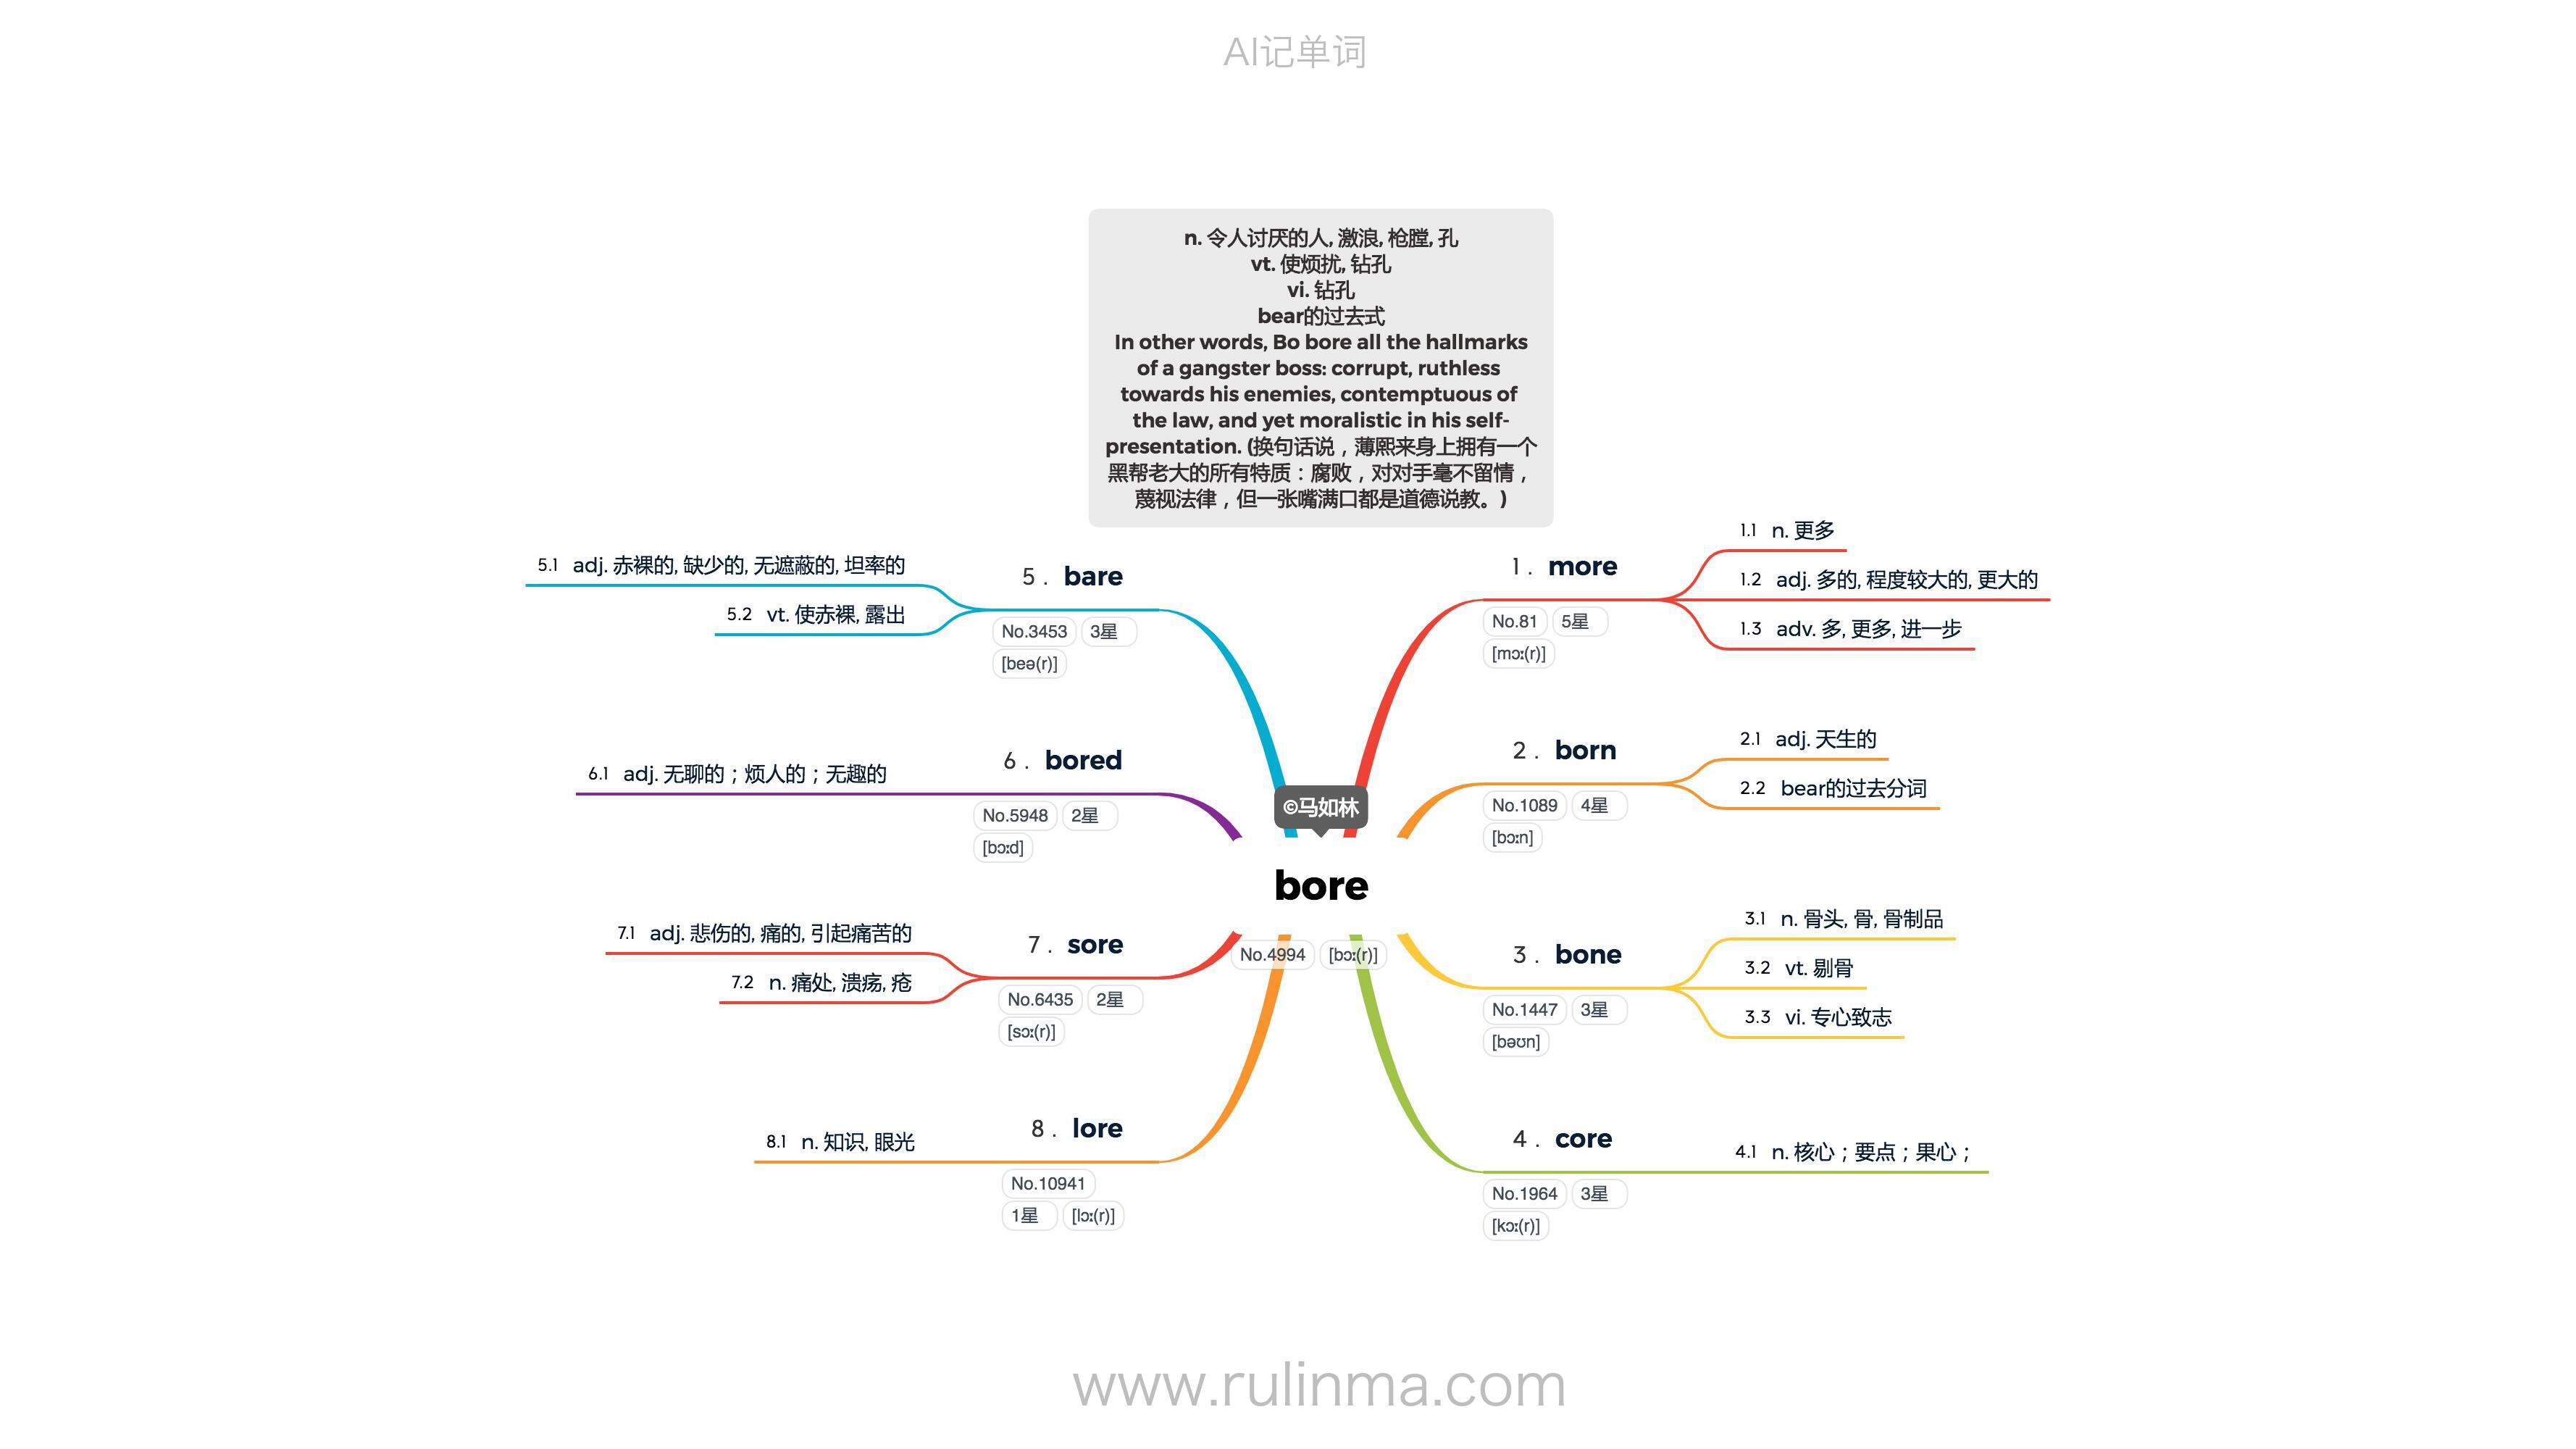 AI记单词
n. 令人讨厌的人, 激浪, 枪膛, 孔
vt. 使烦扰, 钻孔
vi. 钻孔
bear的过去式
In other words, Bo bore all the hallmarks
of a gangster boss: corrupt, ruthless
towards his enemies, contemptuous of
the law, and yet moralistic in his self-
presentation. (换句话说，薄熙来身上拥有一个
黑帮老大的所有特质：腐败，对对手毫不留情，
蔑视法律，但一张嘴满口都是道德说教。)
©马如林
bore
No.4994 [bɔː(r)]
1. more
No.81 5星
[mɔː(r)]
1.1 n. 更多
1.2 adj. 多的, 程度较大的, 更大的
1.3 adv. 多, 更多, 进一步
2. born
No.1089 4星
[bɔːn]
2.1 adj. 天生的
2.2 bear的过去分词
3. bone
No.1447 3星
[bəʊn]
3.1 n. 骨头, 骨, 骨制品
3.2 vt. 剔骨
3.3 vi. 专心致志
4. core
No.1964 3星
[kɔː(r)]
4.1 n. 核心；要点；果心；
5. bare
No.3453 3星
[beə(r)]
5.1 adj. 赤裸的, 缺少的, 无遮蔽的, 坦率的
5.2 vt. 使赤裸, 露出
6. bored
No.5948 2星
[bɔːd]
6.1 adj. 无聊的；烦人的；无趣的
7. sore
No.6435 2星
[sɔː(r)]
7.1 adj. 悲伤的, 痛的, 引起痛苦的
7.2 n. 痛处, 溃疡, 疮
8. lore
No.10941
1星 [lɔː(r)]
8.1 n. 知识, 眼光
www.rulinma.com